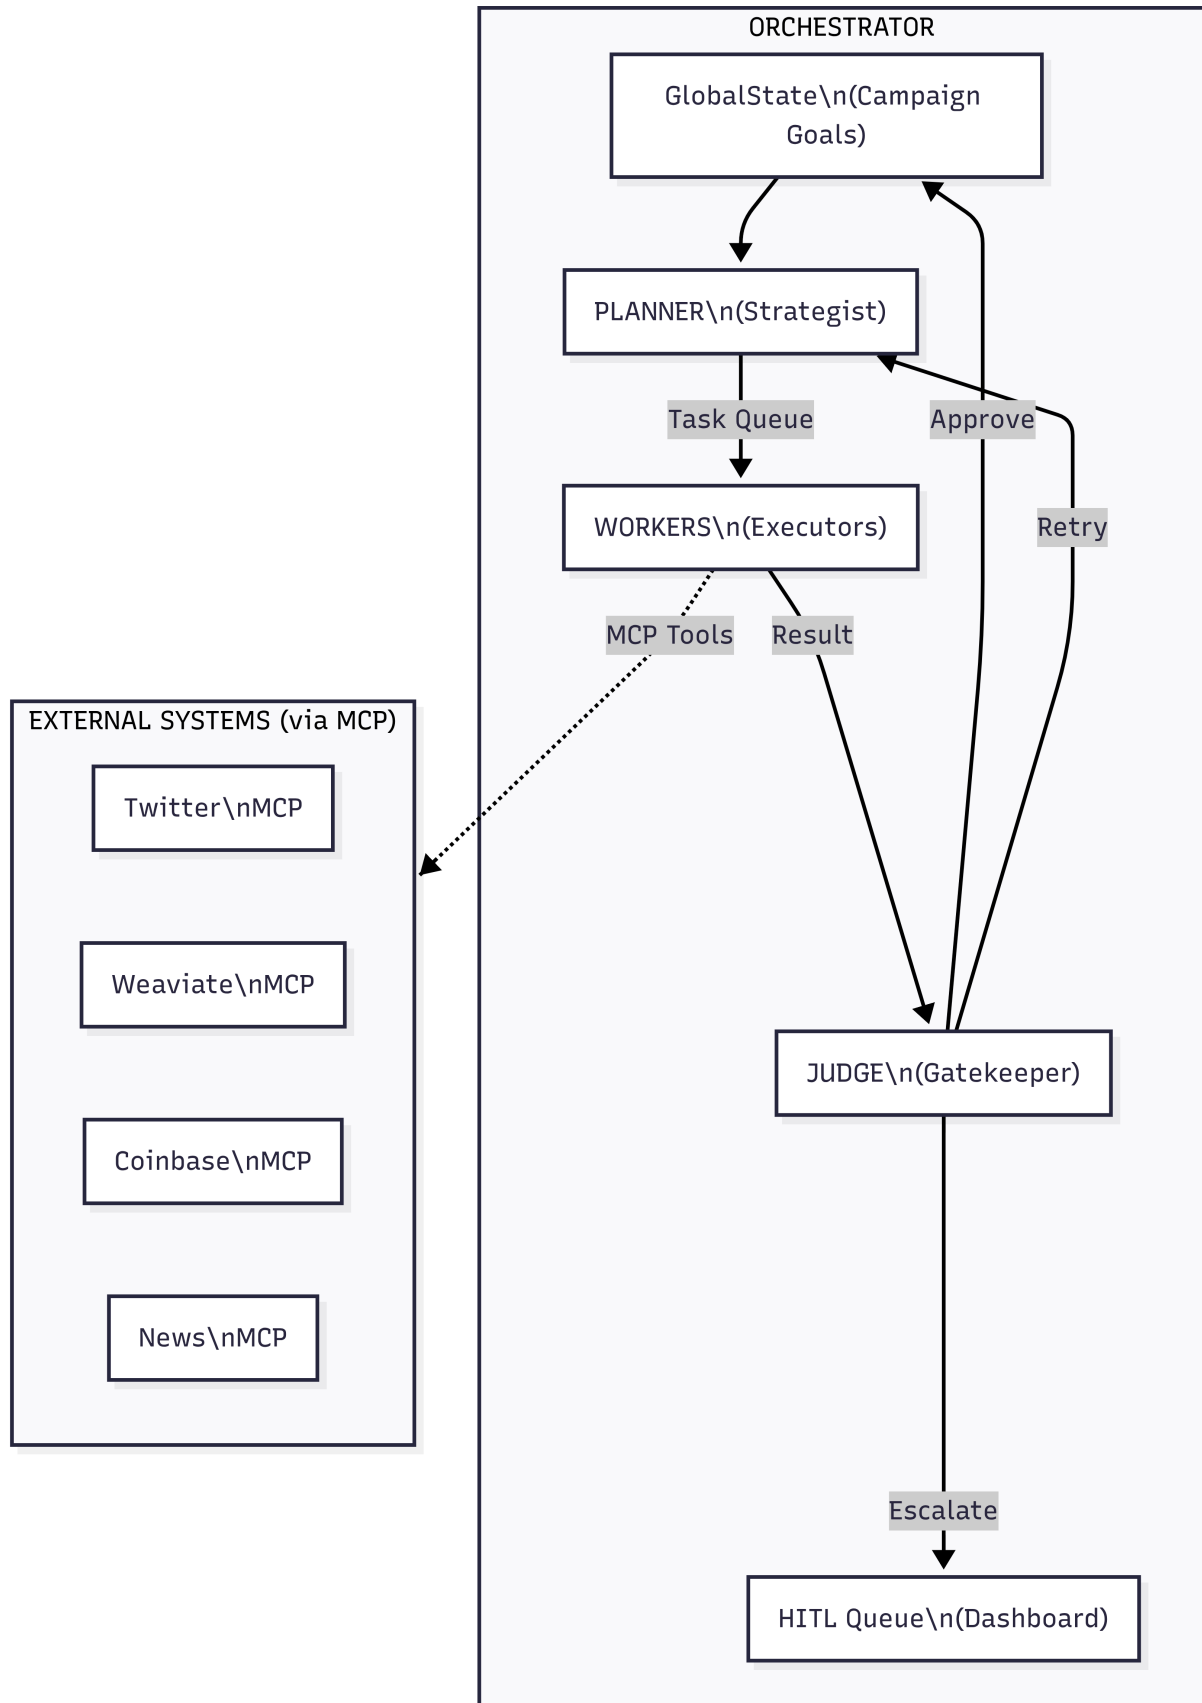 ORCHESTRATOR
GlobalState\n(Campaign
Goals)
PLANNER\n(Strategist)
Task Queue
Approve
WORKERS\n(Executors)
Retry
MCP Tools
Result
EXTERNAL SYSTEMS (via MCP)
Twitter\nMCP
Weaviate\nMCP
Coinbase\nMCP
News\nMCP
JUDGE\n(Gatekeeper)
Escalate
HITL Queue\n(Dashboard)